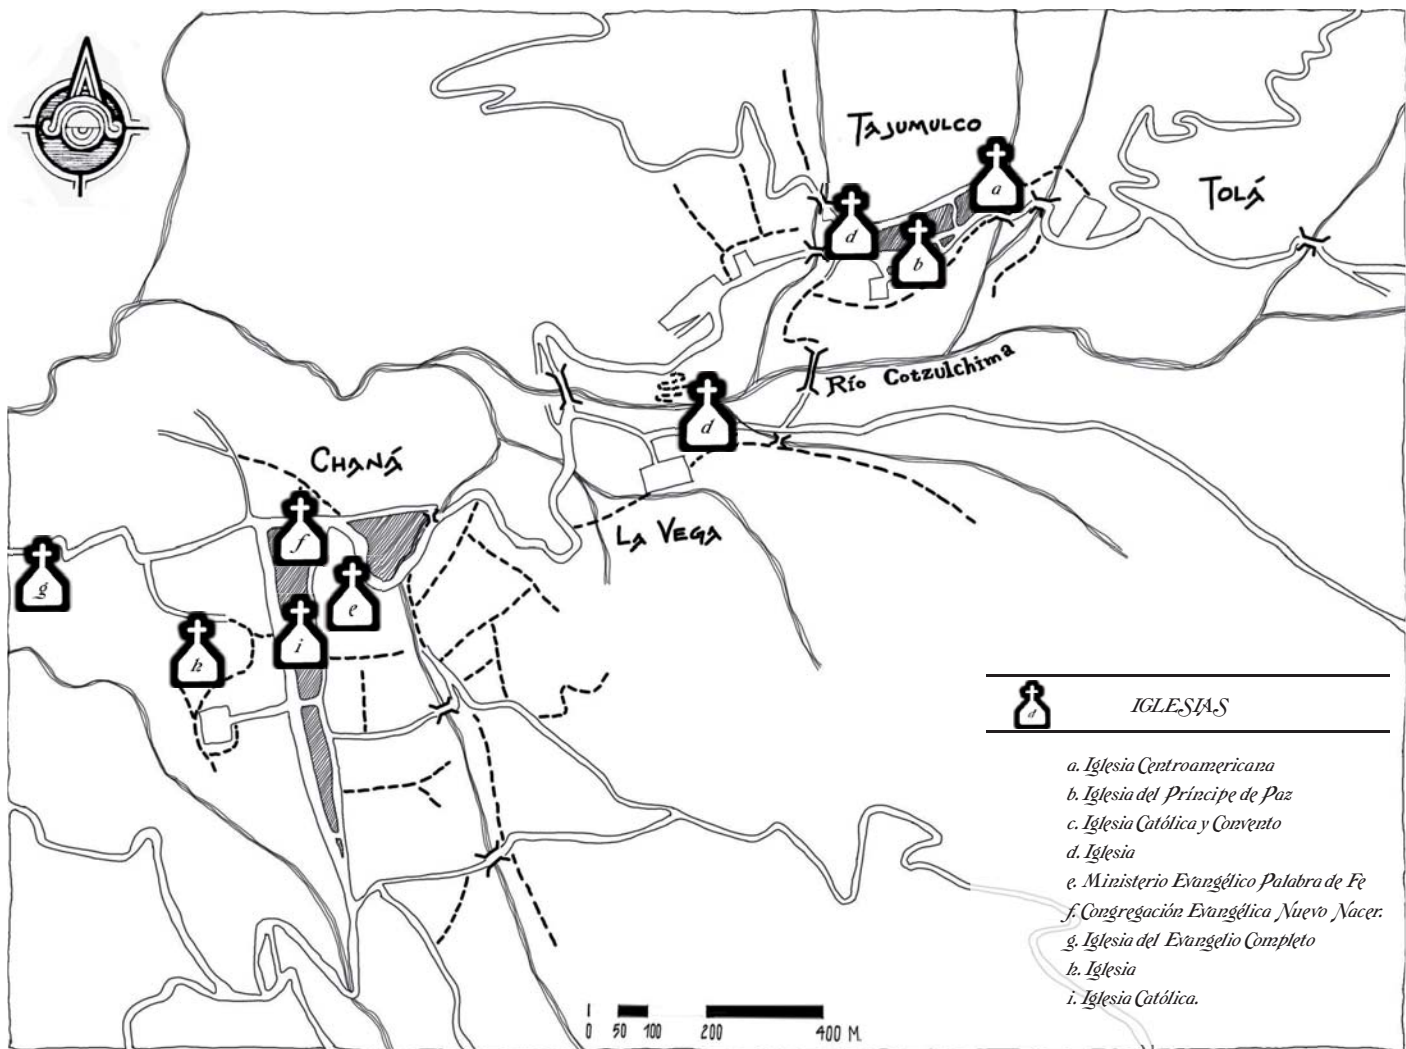 TAJUMULCO
a
TOLÁ
d
b
Río Cotzulchima
d
CHANÁ
f
LA VEGA
g
e
i
h
d
IGLESIAS
a. Iglesia Centroamericana
b. Iglesia del Príncipe de Paz
c. Iglesia Católica y Convento
d. Iglesia
e. Ministerio Evangélico Palabra de Fe
f. Congregación Evangélica Nuevo Nacer.
g. Iglesia del Evangelio Completo
h. Iglesia
i. Iglesia Católica.
0 50 100 200 400 M.